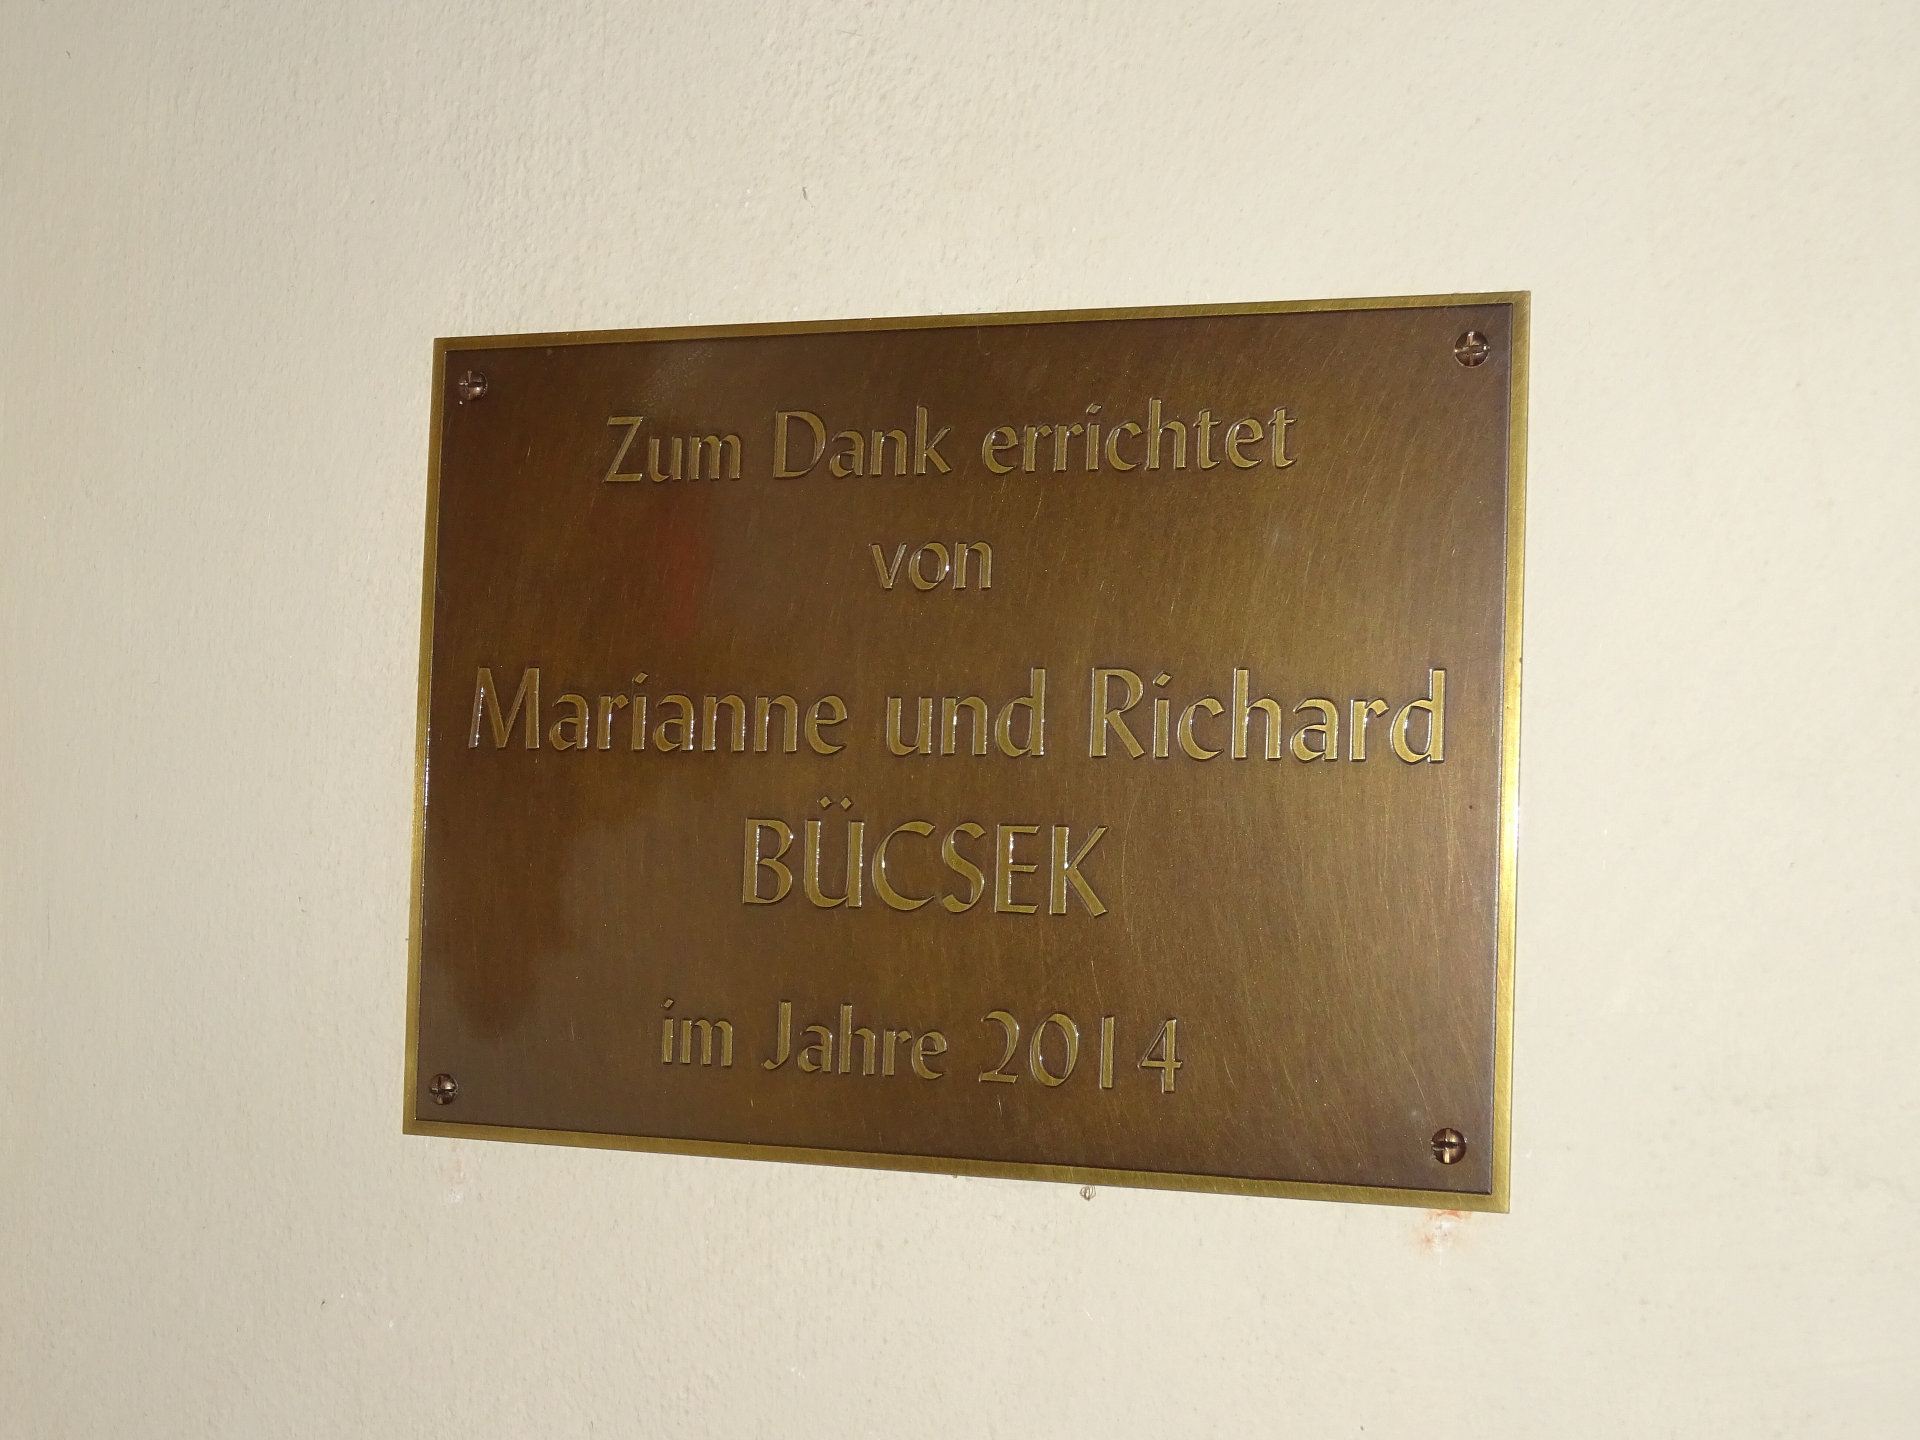 Zum Dank errichtet
von
Marianne und Richard
BÜCSEK
im Jahre 2014